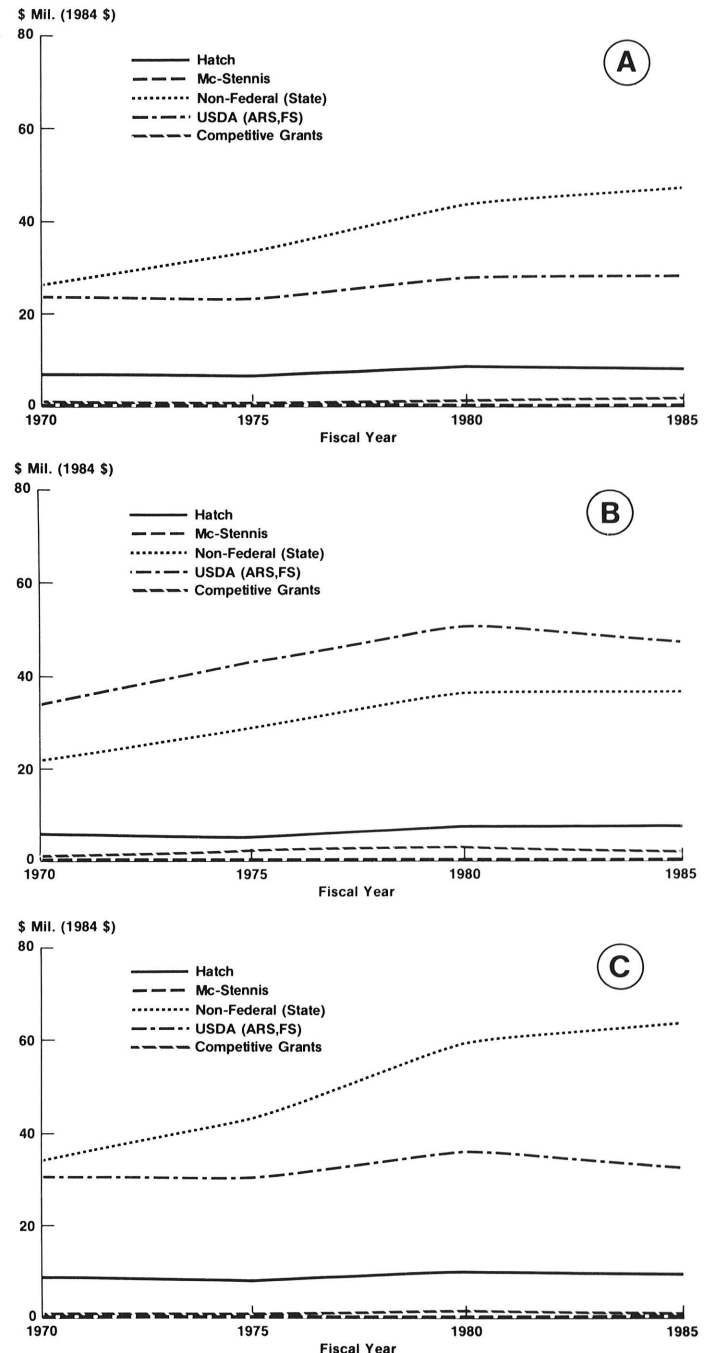 $ Mil. (1984 $)
80
A
Hatch
Mc-Stennis
Non-Federal (State)
USDA (ARS,FS)
Competitive Grants
60
40
20
0
1970 1975 1980 1985
Fiscal Year
$ Mil. (1984 $)
80
B
Hatch
Mc-Stennis
Non-Federal (State)
USDA (ARS,FS)
Competitive Grants
60
40
20
0
1970 1975 1980 1985
Fiscal Year
$ Mil. (1984 $)
80
C
Hatch
Mc-Stennis
Non-Federal (State)
USDA (ARS,FS)
Competitive Grants
60
40
20
0
1970 1975 1980 1985
Fiscal Year